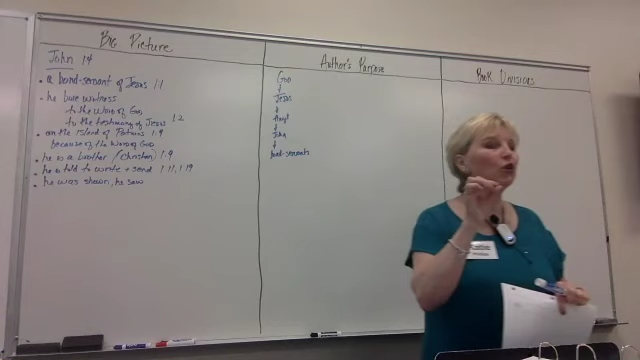 Big Picture
John 14
• a bond-servant of Jesus 1:1
- he bore witness
to the Word of God
to the testimony of Jesus 1:2
• on the island of Patmos 1:9
because of the Word of God
• he is a brother / Christian 1:9
• he is told to write + send 1:11, 1:19
• he was shown, he saw
Author's Purpose
God
Jesus
Angel
John
bond-servants
Book Divisions